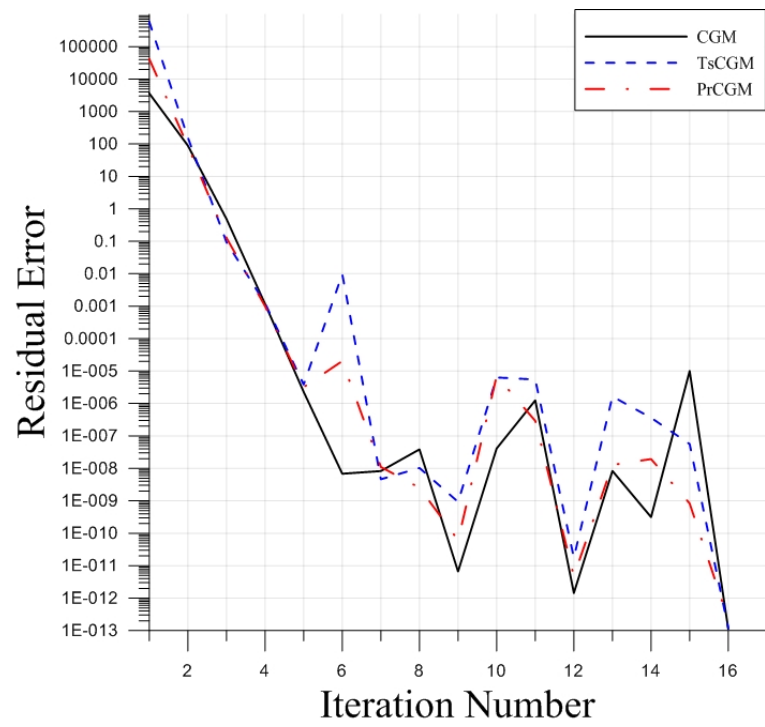 CGM
TsCGM
PrCGM
100000
10000
1000
100
10
1
0.1
0.01
0.001
0.0001
1E-005
1E-006
1E-007
1E-008
1E-009
1E-010
1E-011
1E-012
1E-013
Residual Error
2 4 6 8 10 12 14 16
Iteration Number